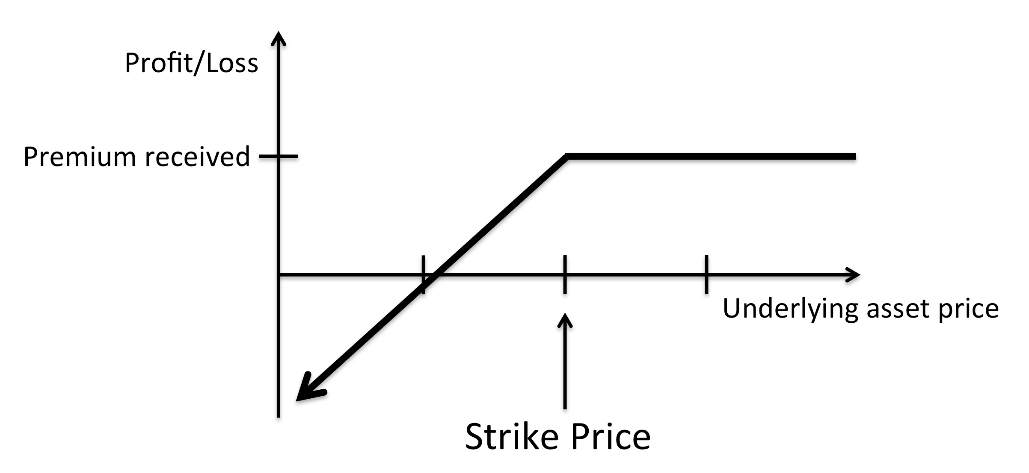 Profit/Loss
Premium received
Underlying asset price
Strike Price